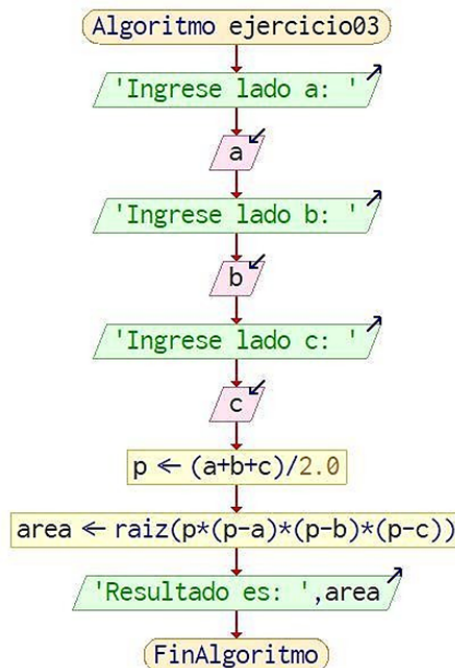 Algoritmo ejercicio03
'Ingrese lado a: '
a
'Ingrese lado b: '
b
'Ingrese lado c: '
c
p ← (a+b+c)/2.0
area ← raiz(p*(p-a)*(p-b)*(p-c))
'Resultado es: ',area
FinAlgoritmo